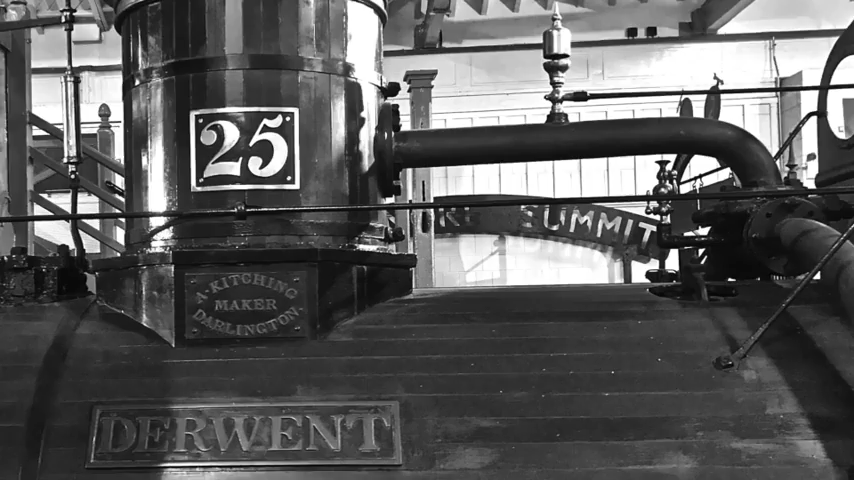 25
SUMMIT
A·KITCHING
MAKER
DARLINGTON·
DERWENT